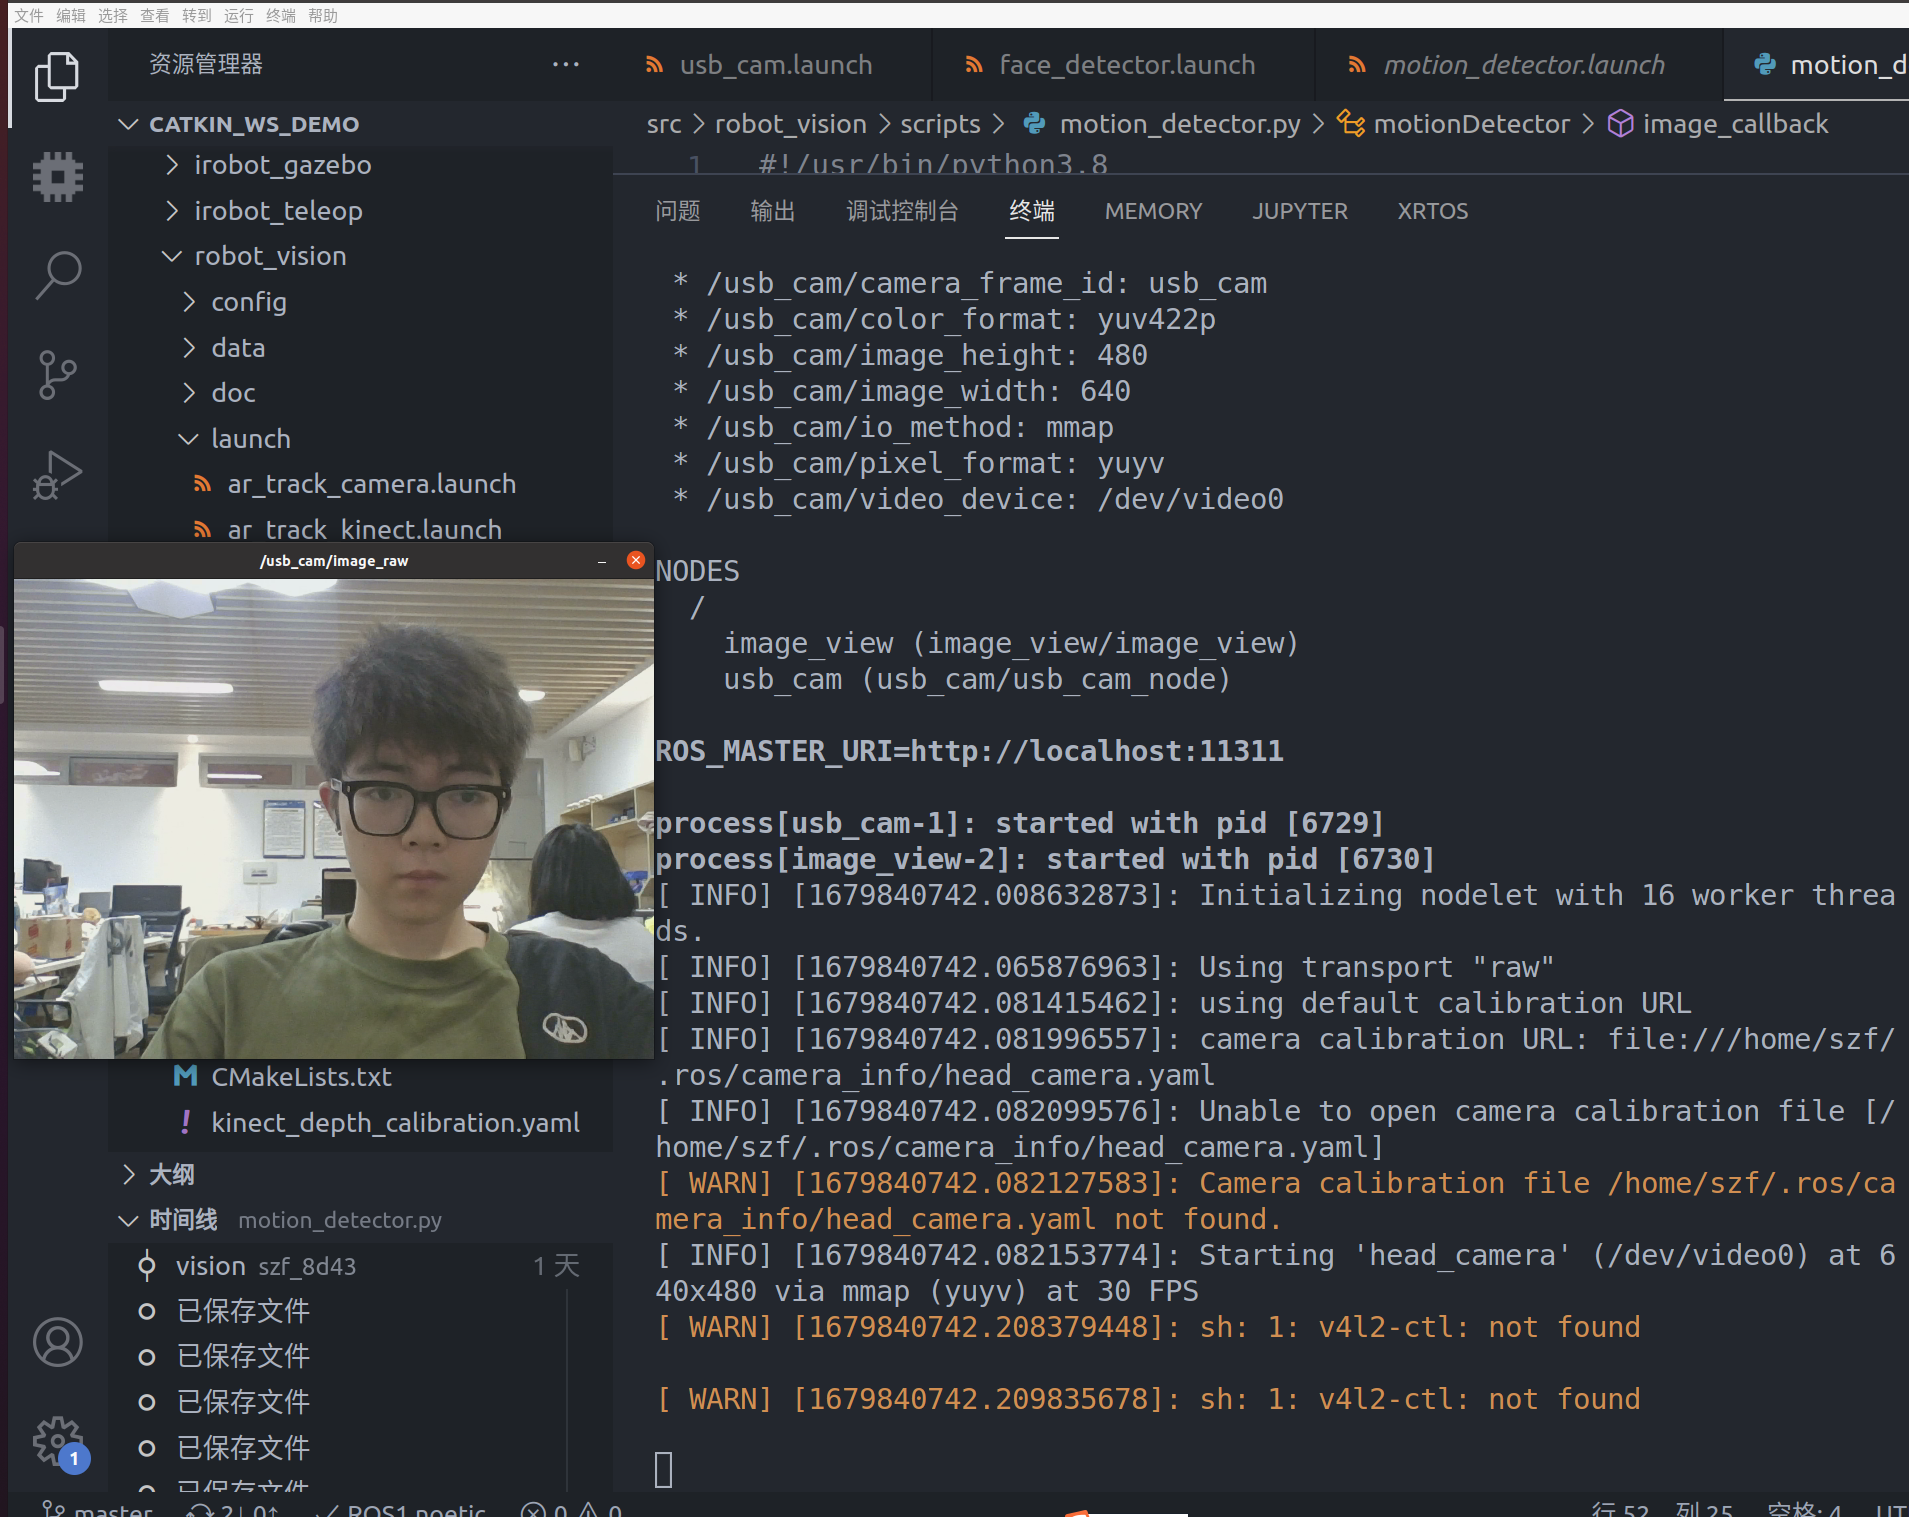 文件 编辑 选择 查看 转到 运行 终端 帮助
资源管理器 ···
usb_cam.launch face_detector.launch motion_detector.launch motion_d
CATKIN_WS_DEMO
src > robot_vision > scripts > motion_detector.py > motionDetector > image_callback
1 #!/usr/bin/python3.8
irobot_gazebo
irobot_teleop
robot_vision
config
data
doc
launch
ar_track_camera.launch
ar_track_kinect.launch
/usb_cam/image_raw
CMakeLists.txt
! kinect_depth_calibration.yaml
大纲
时间线 motion_detector.py
vision szf_8d43 1 天
已保存文件
已保存文件
已保存文件
已保存文件
已保存文件
1
问题 输出 调试控制台 终端 MEMORY JUPYTER XRTOS
* /usb_cam/camera_frame_id: usb_cam
* /usb_cam/color_format: yuv422p
* /usb_cam/image_height: 480
* /usb_cam/image_width: 640
* /usb_cam/io_method: mmap
* /usb_cam/pixel_format: yuyv
* /usb_cam/video_device: /dev/video0
NODES
/
image_view (image_view/image_view)
usb_cam (usb_cam/usb_cam_node)
ROS_MASTER_URI=http://localhost:11311
process[usb_cam-1]: started with pid [6729]
process[image_view-2]: started with pid [6730]
[ INFO] [1679840742.008632873]: Initializing nodelet with 16 worker threa
ds.
[ INFO] [1679840742.065876963]: Using transport "raw"
[ INFO] [1679840742.081415462]: using default calibration URL
[ INFO] [1679840742.081996557]: camera calibration URL: file:///home/szf/
.ros/camera_info/head_camera.yaml
[ INFO] [1679840742.082099576]: Unable to open camera calibration file [/
home/szf/.ros/camera_info/head_camera.yaml]
[ WARN] [1679840742.082127583]: Camera calibration file /home/szf/.ros/ca
mera_info/head_camera.yaml not found.
[ INFO] [1679840742.082153774]: Starting 'head_camera' (/dev/video0) at 6
40x480 via mmap (yuyv) at 30 FPS
[ WARN] [1679840742.208379448]: sh: 1: v4l2-ctl: not found
[ WARN] [1679840742.209835678]: sh: 1: v4l2-ctl: not found
master 2↓ 0↑ ROS1.noetic 0 0 行 52, 列 25 空格: 4 UT